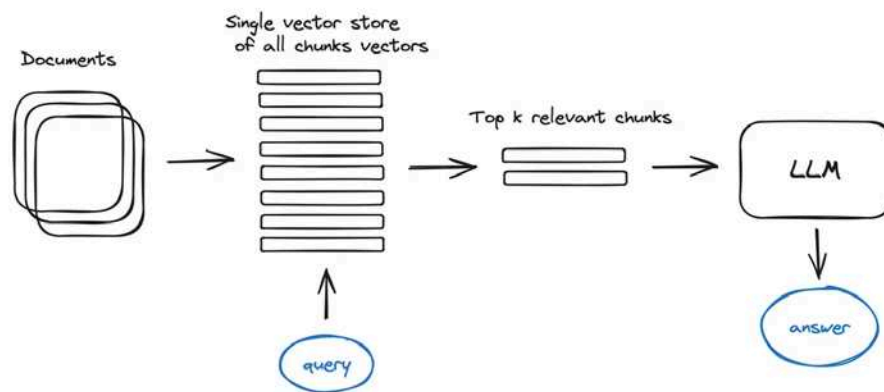 Single vector store
of all chunks vectors
Documents
Top k relevant chunks
LLM
query
answer